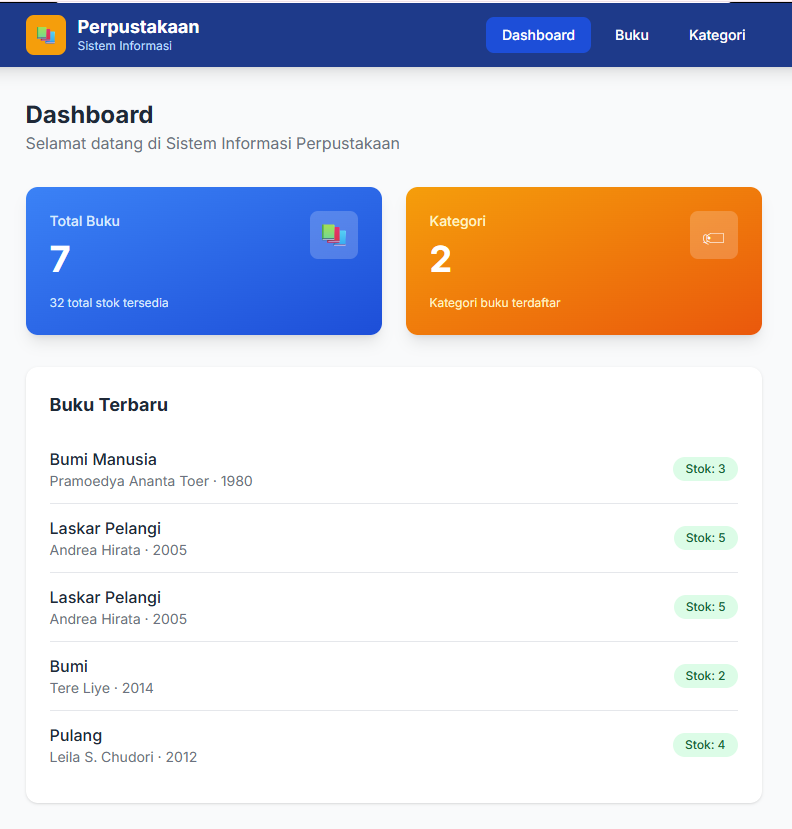 Perpustakaan
Sistem Informasi
Dashboard Buku Kategori
Dashboard
Selamat datang di Sistem Informasi Perpustakaan
Total Buku
7
32 total stok tersedia
Kategori
2
Kategori buku terdaftar
Buku Terbaru
Bumi Manusia
Pramoedya Ananta Toer · 1980
Stok: 3
Laskar Pelangi
Andrea Hirata · 2005
Stok: 5
Laskar Pelangi
Andrea Hirata · 2005
Stok: 5
Bumi
Tere Liye · 2014
Stok: 2
Pulang
Leila S. Chudori · 2012
Stok: 4